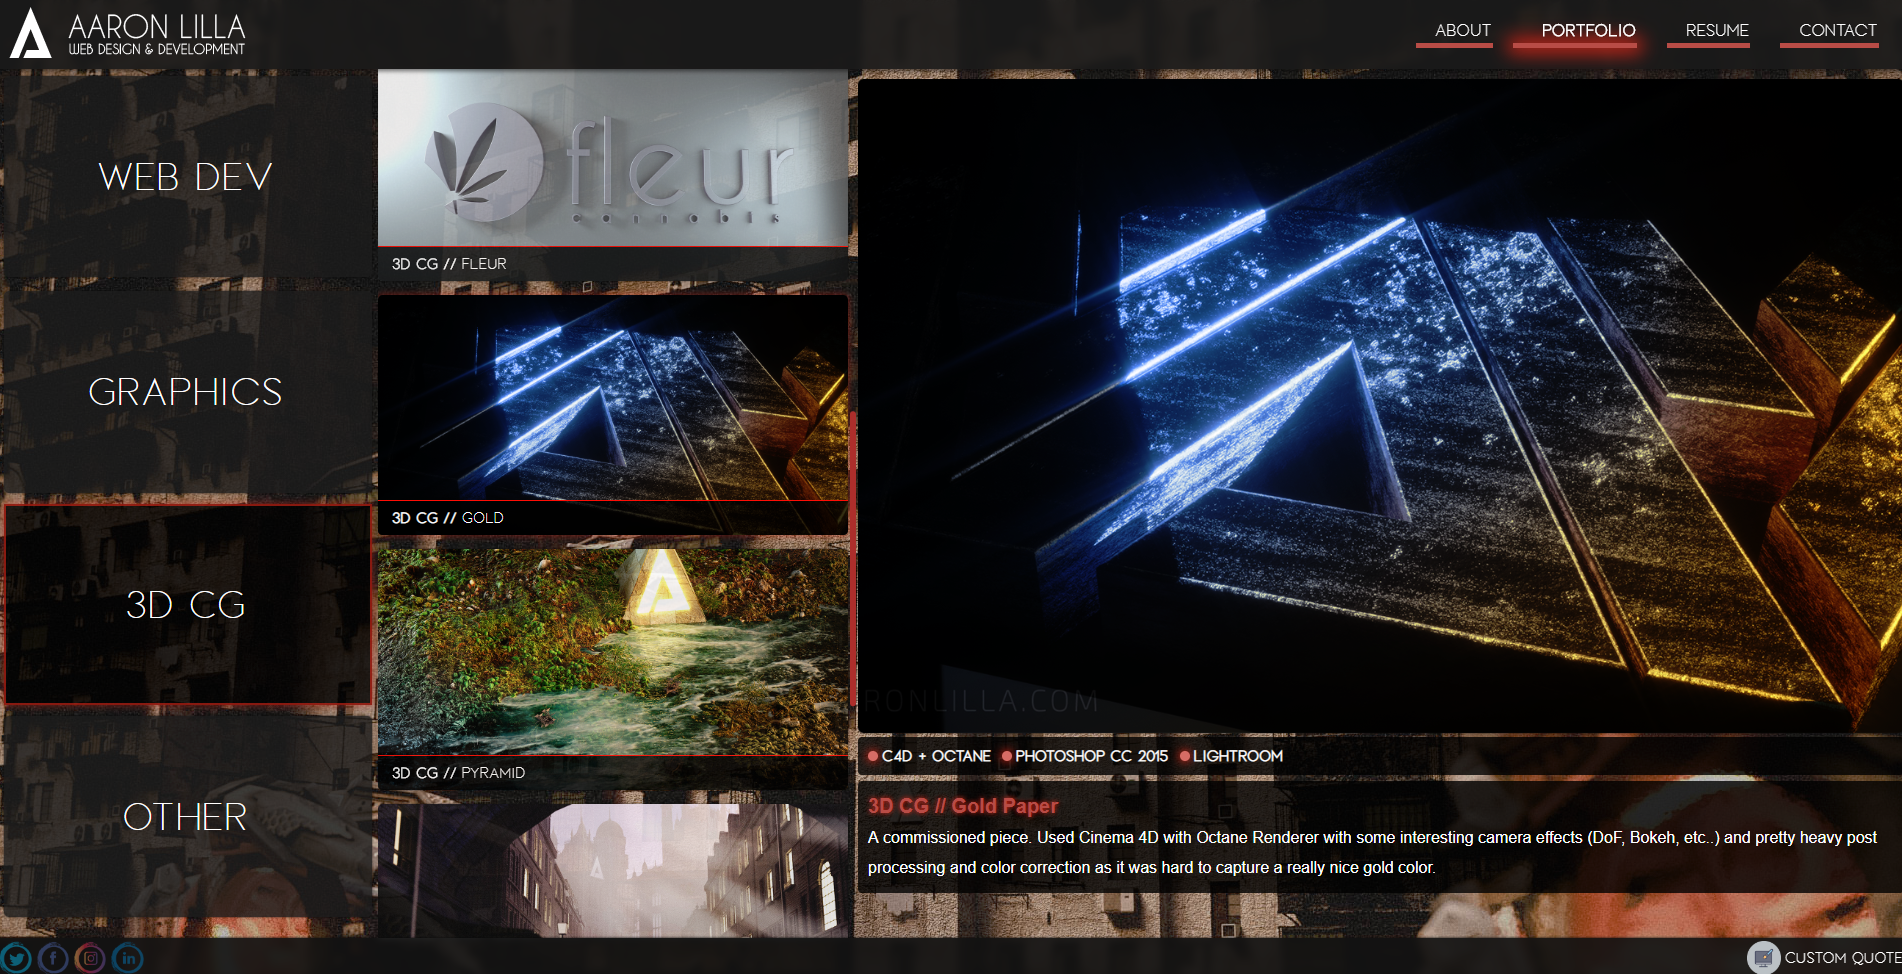 AARON LILLA
WEB DESIGN & DEVELOPMENT
ABOUT
PORTFOLIO
RESUME
CONTACT
WEB DEV
GRAPHICS
3D CG
OTHER
fleur
cannabis
3D CG // FLEUR
3D CG // GOLD
3D CG // PYRAMID
RONLILLA.COM
C4D + OCTANE
PHOTOSHOP CC 2015
LIGHTROOM
3D CG // Gold Paper
A commissioned piece. Used Cinema 4D with Octane Renderer with some interesting camera effects (DoF, Bokeh, etc..) and pretty heavy post
processing and color correction as it was hard to capture a really nice gold color.
CUSTOM QUOTE